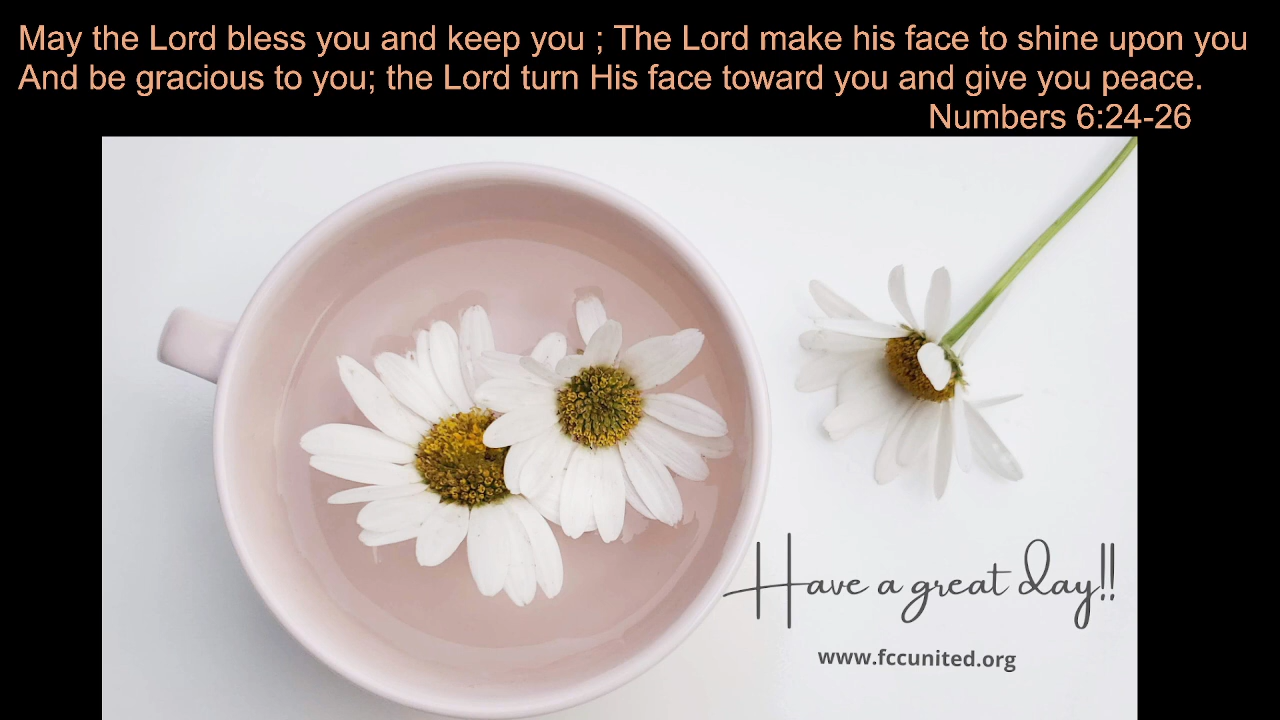 May the Lord bless you and keep you ; The Lord make his face to shine upon you
And be gracious to you; the Lord turn His face toward you and give you peace.
Numbers 6:24-26
Have a great day!!
www.fccunited.org